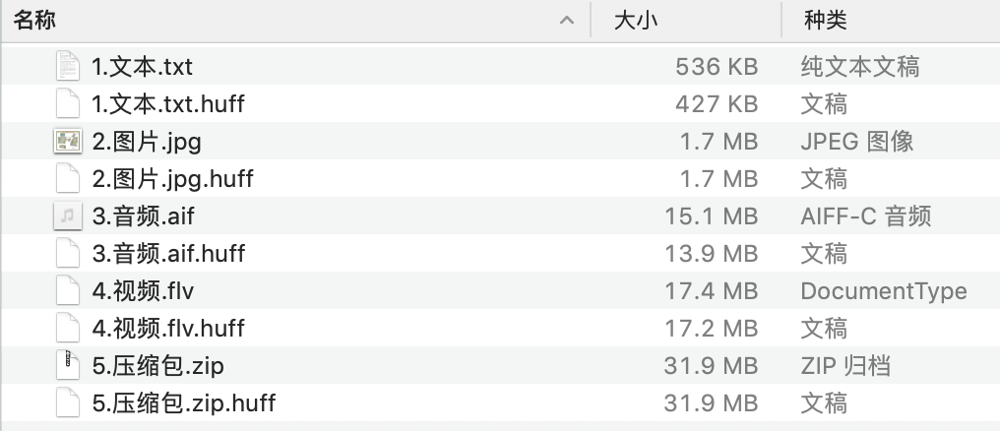 名称 大小 种类
1.文本.txt 536 KB 纯文本文稿
1.文本.txt.huff 427 KB 文稿
2.图片.jpg 1.7 MB JPEG 图像
2.图片.jpg.huff 1.7 MB 文稿
3.音频.aif 15.1 MB AIFF-C 音频
3.音频.aif.huff 13.9 MB 文稿
4.视频.flv 17.4 MB DocumentType
4.视频.flv.huff 17.2 MB 文稿
5.压缩包.zip 31.9 MB ZIP 归档
5.压缩包.zip.huff 31.9 MB 文稿